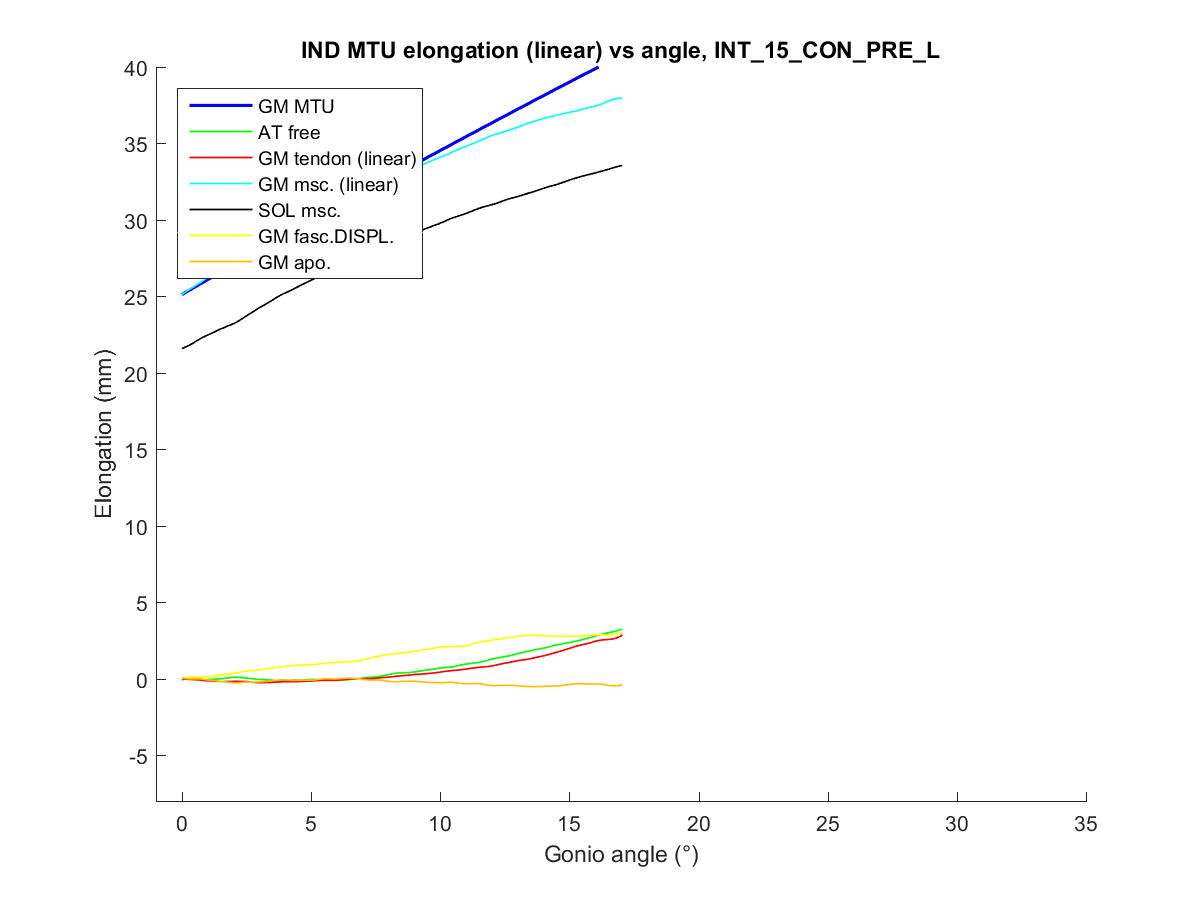 IND MTU elongation (linear) vs angle, INT_15_CON_PRE_L
40
35
30
25
20
15
10
5
0
-5
Elongation (mm)
GM MTU
AT free
GM tendon (linear)
GM msc. (linear)
SOL msc.
GM fasc.DISPL.
GM apo.
0 5 10 15 20 25 30 35
Gonio angle (°)